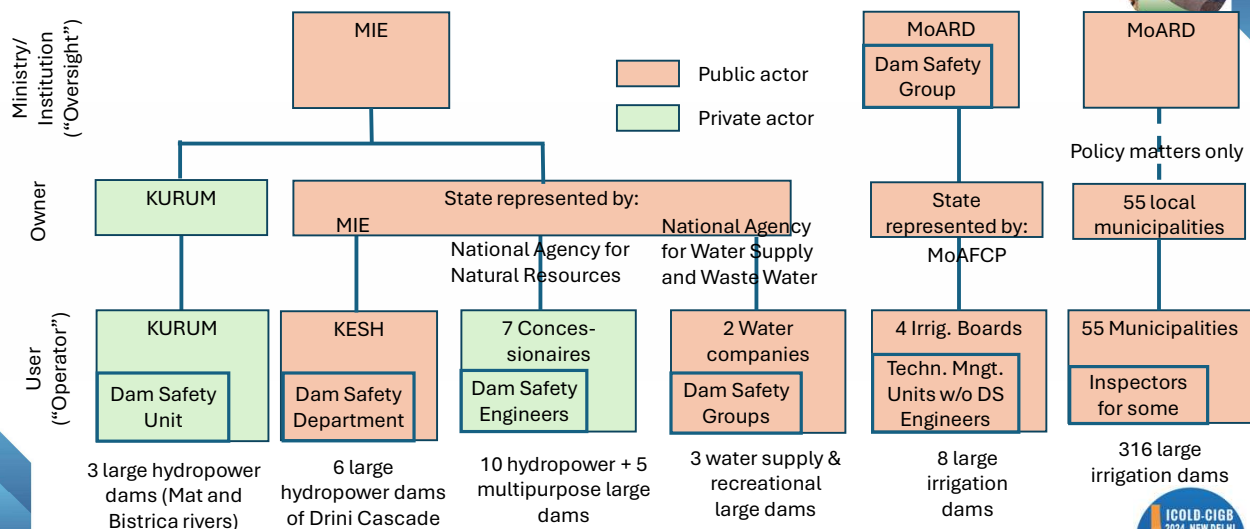 Ministry/
Institution
(“Oversight”)
MIE
Public actor
Private actor
MoARD
Dam Safety
Group
MoARD
Policy matters only
Owner
KURUM
State represented by:
MIE
National Agency for
Natural Resources
National Agency
for Water Supply
and Waste Water
State
represented by:
MoAFCP
55 local
municipalities
User
(“Operator”)
KURUM
Dam Safety
Unit
KESH
Dam Safety
Department
7 Conces-
sionaires
Dam Safety
Engineers
2 Water
companies
Dam Safety
Groups
4 Irrig. Boards
Techn. Mngt.
Units w/o DS
Engineers
55 Municipalities
Inspectors
for some
3 large hydropower
dams (Mat and
Bistrica rivers)
6 large
hydropower dams
of Drini Cascade
10 hydropower + 5
multipurpose large
dams
3 water supply &
recreational
large dams
8 large
irrigation
dams
316 large
irrigation dams
ICOLD-CIGB
2024, NEW DELHI